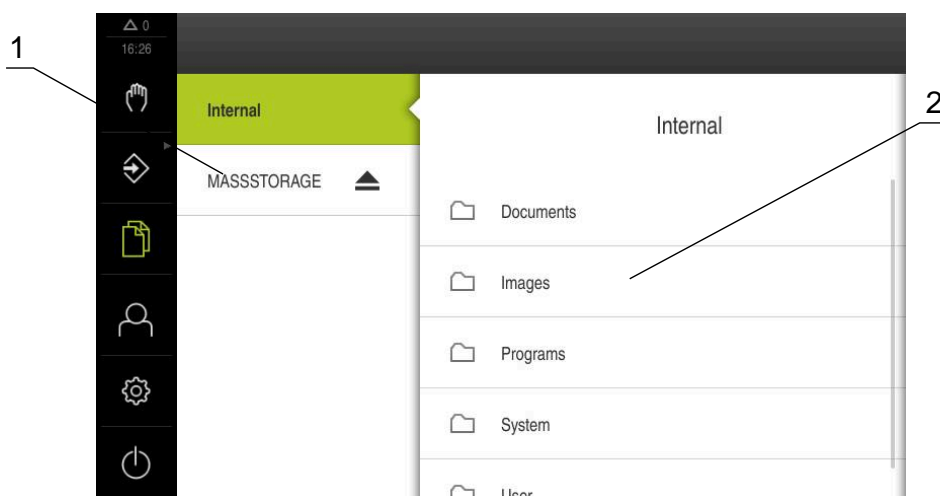 1
0
16:26
Internal
MASSSTORAGE
Internal
2
Documents
Images
Programs
System
User